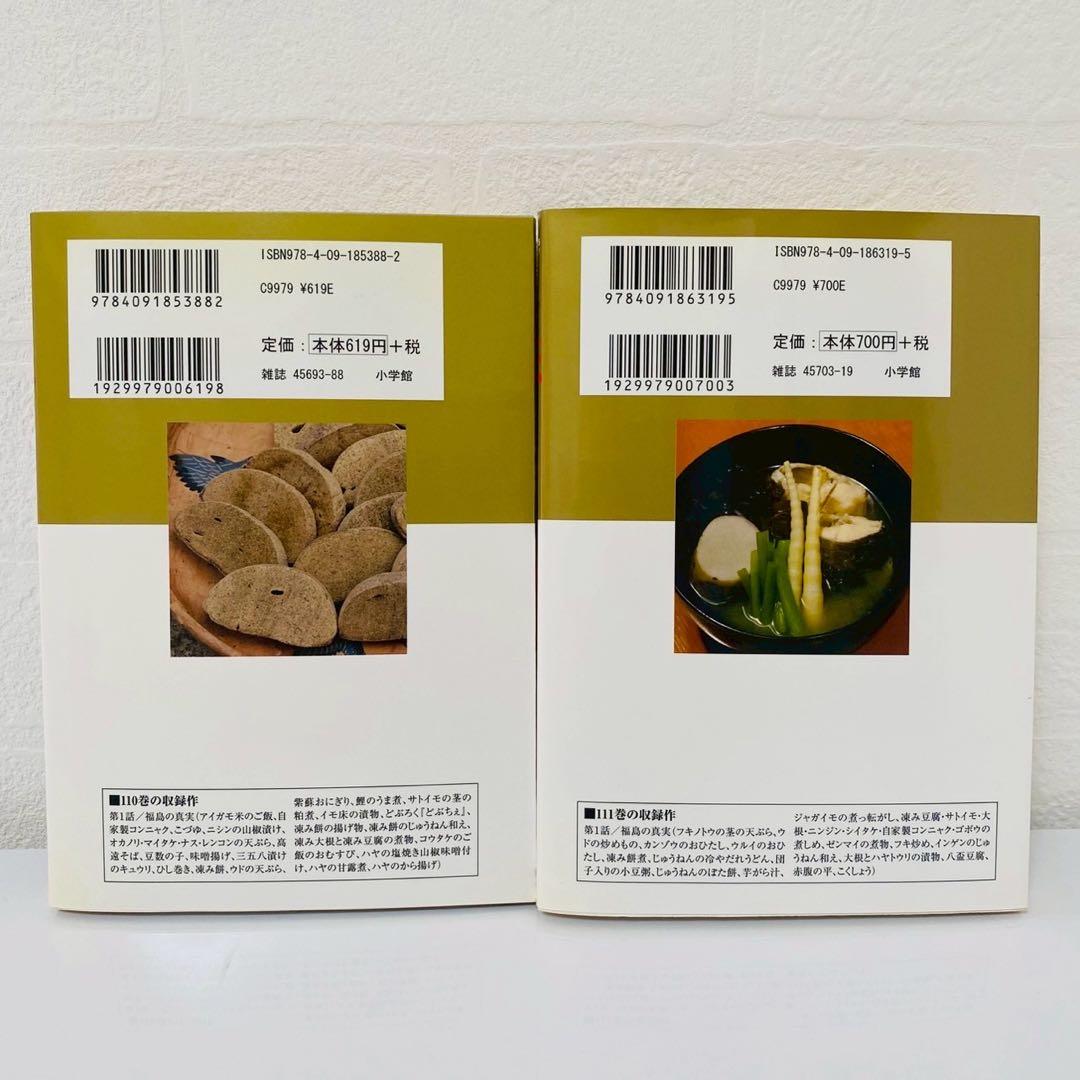 ISBN978-4-09-185388-2
9784091853882
C9979 ¥619E
定価：本体619円+税
1929979006198
雑誌 45693-88 小学館
■110巻の収録作
第1話／福島の真実（アイガモ米のご飯、自
家製コンニャク、こづゆ、ニシンの山椒漬け、
オカノリ・マイタケ・ナス・レンコンの天ぷら、高
遠そば、豆数の子、味噌揚げ、三五八漬け
のキュウリ、ひし巻き、凍み餅、ウドの天ぷら、
紫蘇おにぎり、鯉のうま煮、サトイモの茎の
粕煮、イモ床の漬物、どぶろく『どぶちぇ』、
凍み餅の揚げ物、凍み餅のじゅうねん和え、
凍み大根と凍み豆腐の煮物、コウタケのご
飯のおむすび、ハヤの塩焼き山椒味噌付
け、ハヤの甘露煮、ハヤのから揚げ）
ISBN978-4-09-186319-5
9784091863195
C9979 ¥700E
定価：本体700円+税
1929979007003
雑誌 45703-19 小学館
■111巻の収録作
第1話／福島の真実（フキノトウの茎の天ぷら、ウ
ドの炒めもの、カンゾウのおひたし、ウルイのおひ
たし、凍み餅煮、じゅうねんの冷やだれうどん、団
子入りの小豆粥、じゅうねんのぼた餅、芋がら汁、
ジャガイモの煮っ転がし、凍み豆腐・サトイモ・大
根・ニンジン・シイタケ・自家製コンニャク・ゴボウの
煮しめ、ゼンマイの煮物、フキ炒め、インゲンのじゅ
うねん和え、大根とハヤトウリの漬物、八盃豆腐、
赤腹の平、こくしょう）